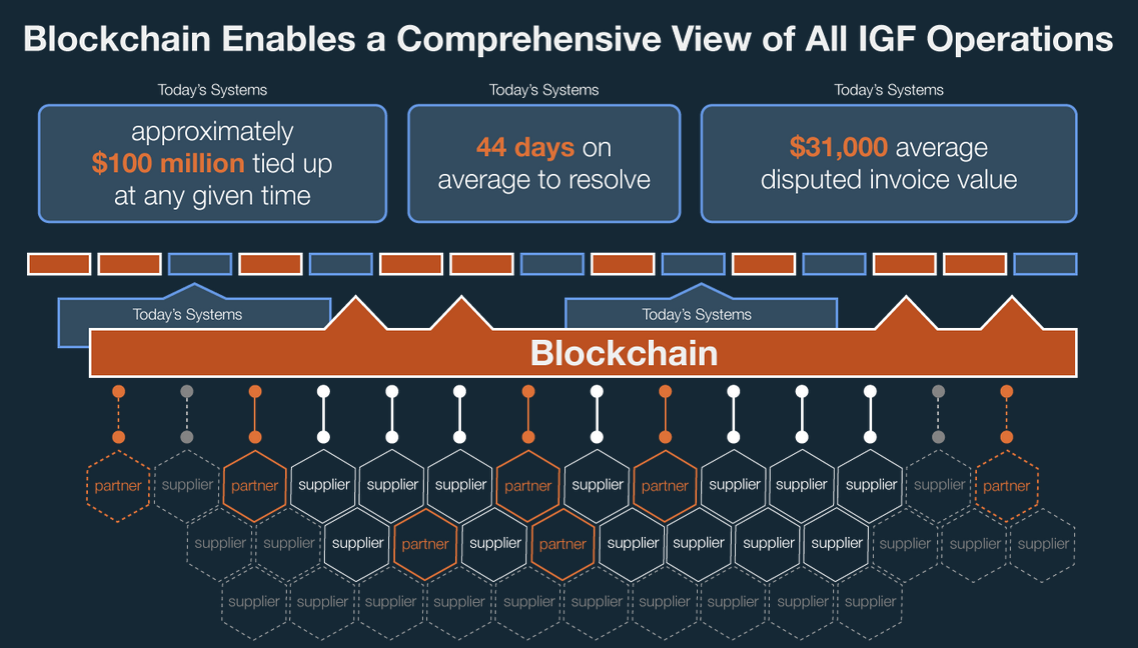 Blockchain Enables a Comprehensive View of All IGF Operations
Today's Systems
approximately
$100 million tied up
at any given time
Today's Systems
44 days on
average to resolve
Today's Systems
$31,000 average
disputed invoice value
Today's Systems
Today's Systems
Blockchain
partner supplier partner supplier supplier supplier partner supplier partner supplier supplier supplier supplier partner
supplier supplier supplier partner supplier partner supplier supplier supplier supplier supplier supplier supplier
supplier supplier supplier supplier supplier supplier supplier supplier supplier supplier